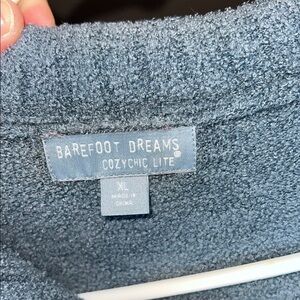 BAREFOOT DREAMS
COZYCHIC LITE
XL
MADE IN
CHINA